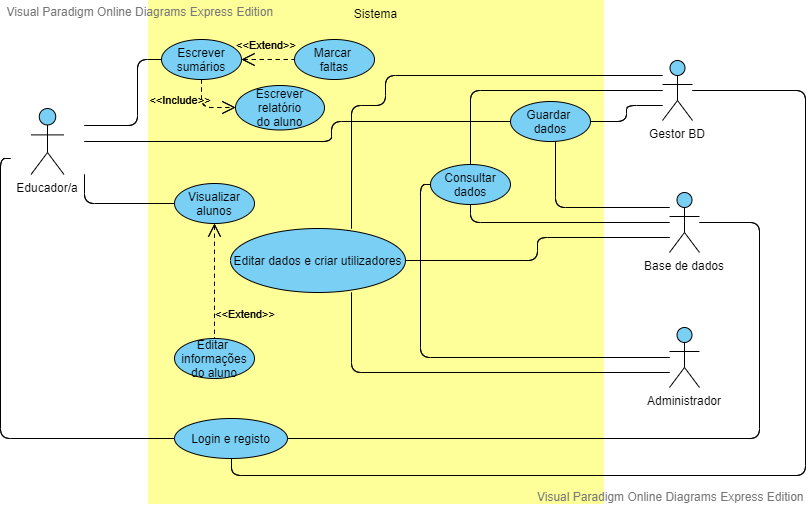 Visual Paradigm Online Diagrams Express Edition
Sistema
Escrever
sumários
<<Extend>>
Marcar
faltas
<<Include>>
Escrever
relatório
do aluno
Guardar
dados
Gestor BD
Educador/a
Consultar
dados
Visualizar
alunos
Editar dados e criar utilizadores
Base de dados
<<Extend>>
Editar
informações
do aluno
Administrador
Login e registo
Visual Paradigm Online Diagrams Express Edition